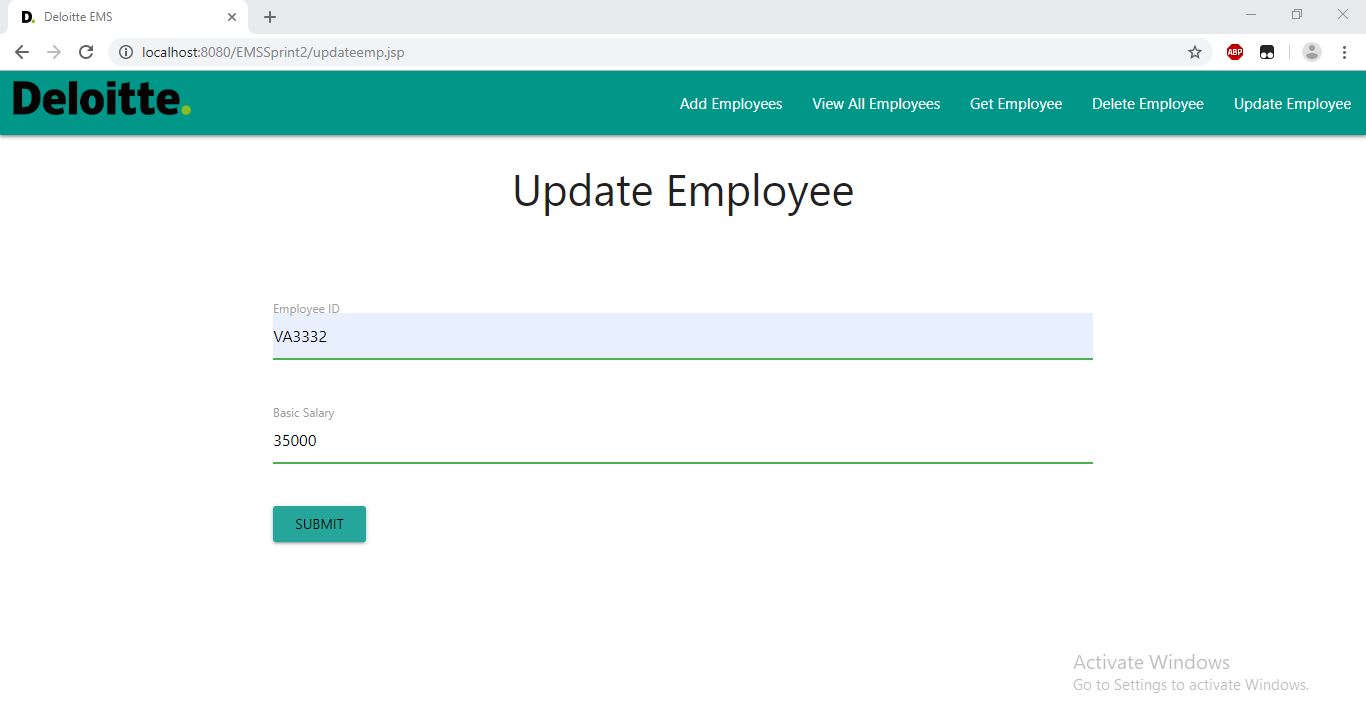 D. Deloitte EMS
localhost:8080/EMSSprint2/updateemp.jsp
ABP
Deloitte.
Add Employees View All Employees Get Employee Delete Employee Update Employee
Update Employee
Employee ID
VA3332
Basic Salary
35000
SUBMIT
Activate Windows
Go to Settings to activate Windows.